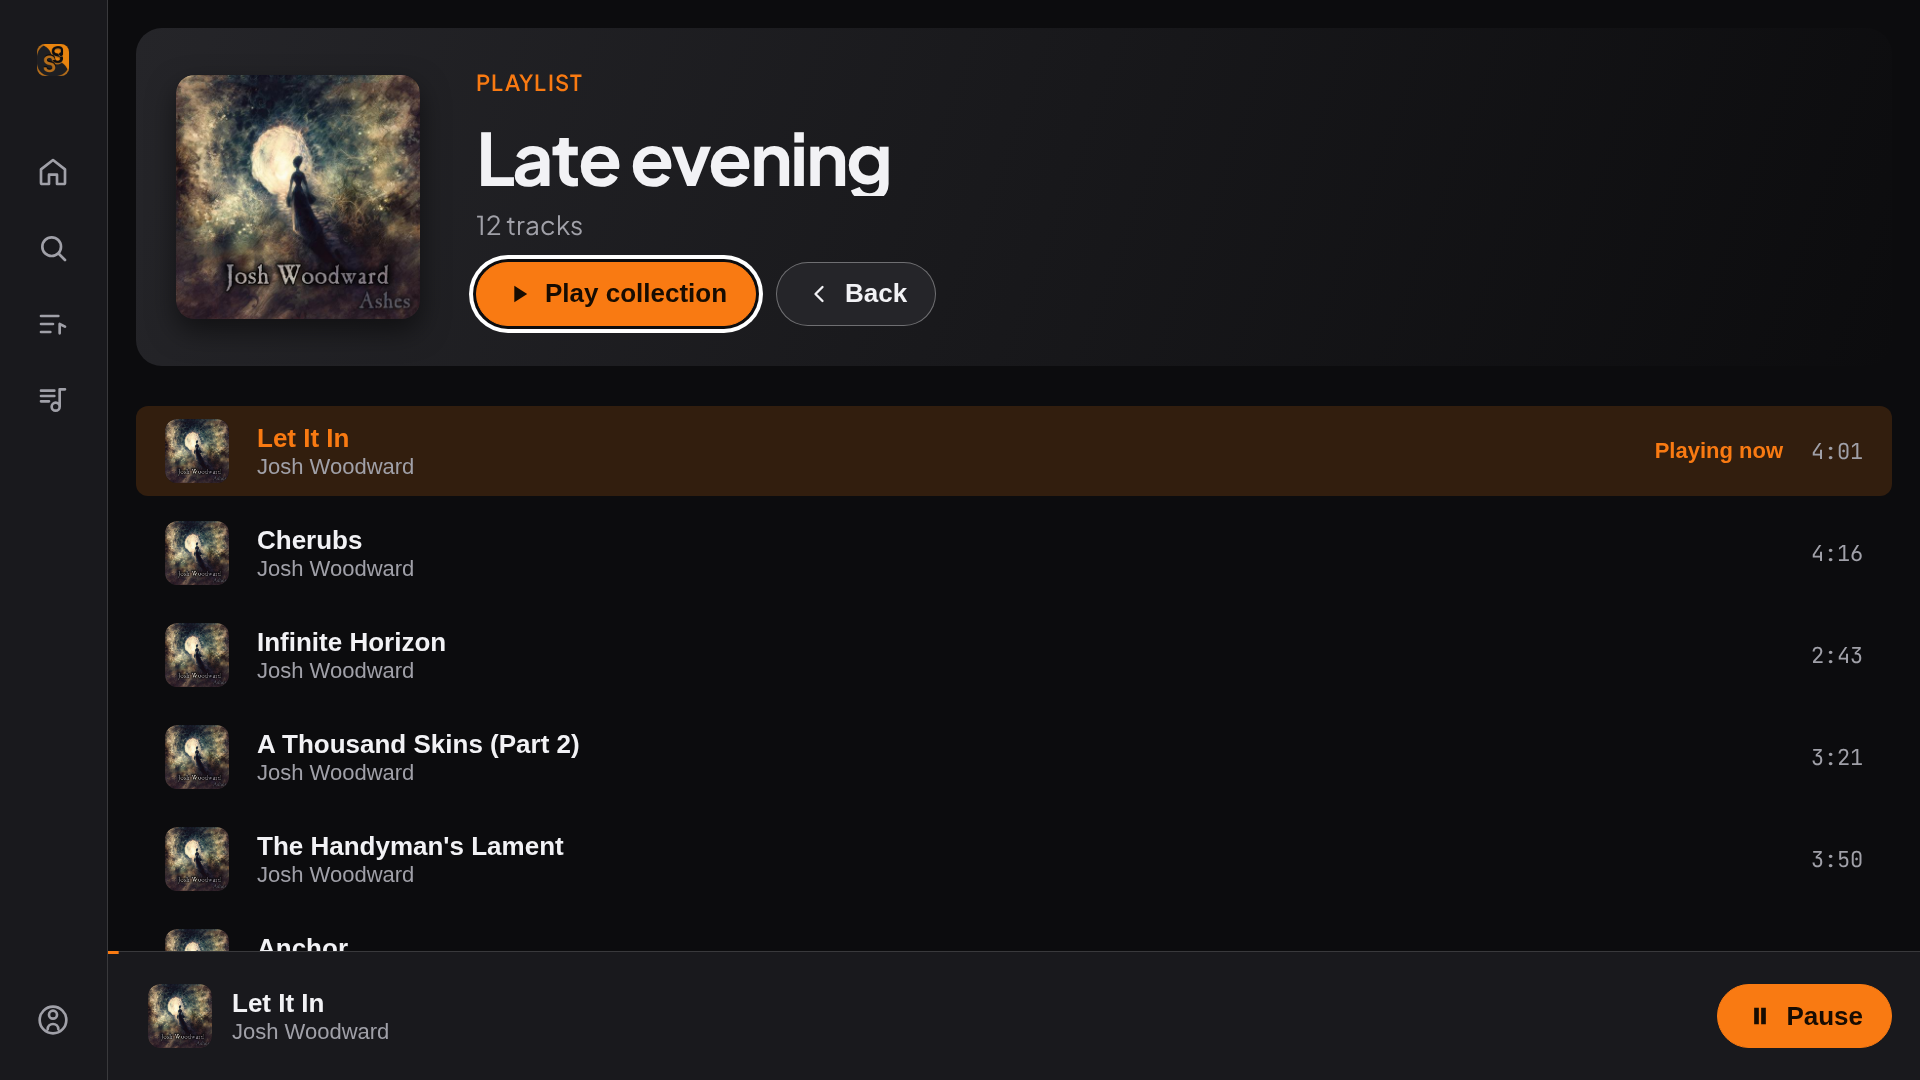 PLAYLIST
Late evening
12 tracks
Play collection
Back
Josh Woodward
Ashes
Let It In
Josh Woodward
Playing now
4:01
Cherubs
Josh Woodward
4:16
Infinite Horizon
Josh Woodward
2:43
A Thousand Skins (Part 2)
Josh Woodward
3:21
The Handyman's Lament
Josh Woodward
3:50
Anchor
Let It In
Josh Woodward
Pause